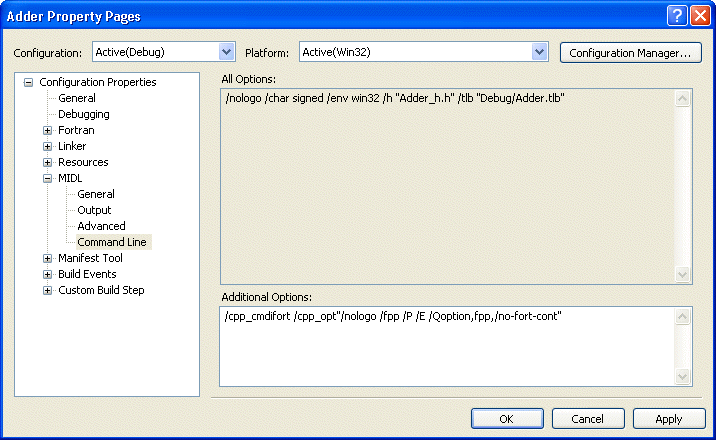 Adder Property Pages
Configuration: Active(Debug) Platform: Active(Win32) Configuration Manager...
Configuration Properties
General
Debugging
Fortran
Linker
Resources
MIDL
General
Output
Advanced
Command Line
Manifest Tool
Build Events
Custom Build Step
All Options:
/nologo /char signed /env win32 /h "Adder_h.h" /tlb "Debug/Adder.tlb"
Additional Options:
/cpp_cmdifort /cpp_opt"/nologo /fpp /P /E /Qoption,fpp,/no-fort-cont"
OK Cancel Apply